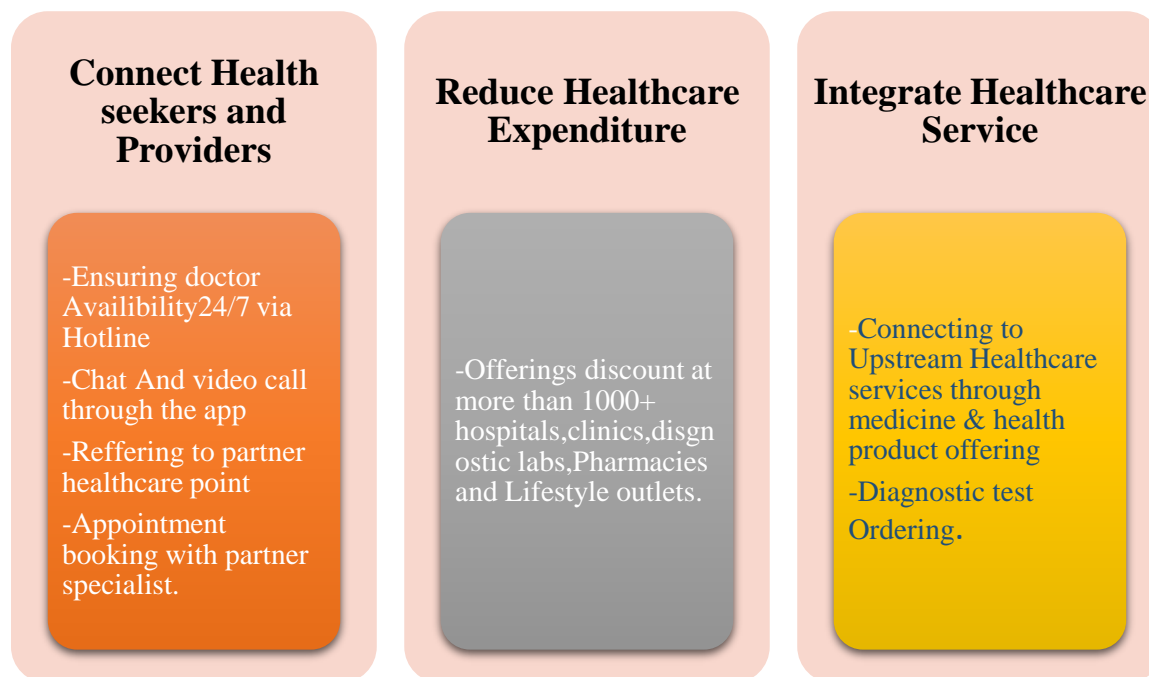 Connect Health
seekers and
Providers
-Ensuring doctor
Availibility24/7 via
Hotline
-Chat And video call
through the app
-Reffering to partner
healthcare point
-Appointment
booking with partner
specialist.
Reduce Healthcare
Expenditure
-Offerings discount at
more than 1000+
hospitals,clinics,disgn
ostic labs,Pharmacies
and Lifestyle outlets.
Integrate Healthcare
Service
-Connecting to
Upstream Healthcare
services through
medicine & health
product offering
-Diagnostic test
Ordering.